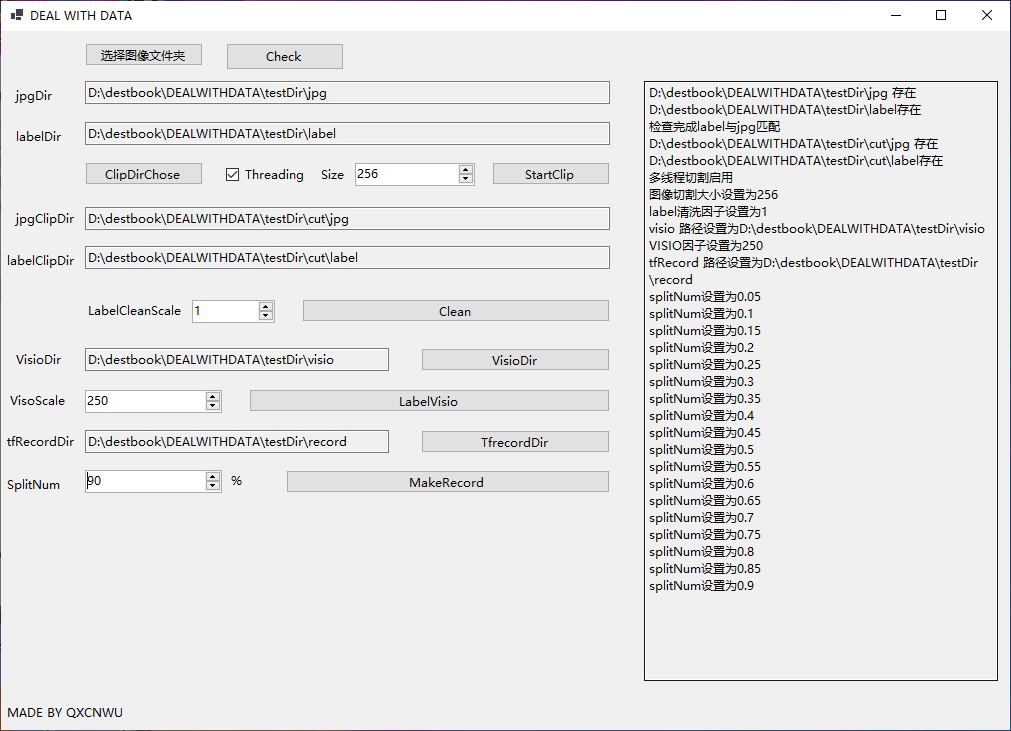 DEAL WITH DATA
选择图像文件夹 Check
jpgDir D:\destbook\DEALWITHDATA\testDir\jpg
labelDir D:\destbook\DEALWITHDATA\testDir\label
ClipDirChose Threading Size 256 StartClip
jpgClipDir D:\destbook\DEALWITHDATA\testDir\cut\jpg
labelClipDir D:\destbook\DEALWITHDATA\testDir\cut\label
LabelCleanScale 1 Clean
VisioDir D:\destbook\DEALWITHDATA\testDir\visio VisioDir
VisoScale 250 LabelVisio
tfRecordDir D:\destbook\DEALWITHDATA\testDir\record TfrecordDir
SplitNum 90 % MakeRecord
D:\destbook\DEALWITHDATA\testDir\jpg 存在
D:\destbook\DEALWITHDATA\testDir\label存在
检查完成label与jpg匹配
D:\destbook\DEALWITHDATA\testDir\cut\jpg 存在
D:\destbook\DEALWITHDATA\testDir\cut\label存在
多线程切割启用
图像切割大小设置为256
label清洗因子设置为1
visio 路径设置为D:\destbook\DEALWITHDATA\testDir\visio
VISIO因子设置为250
tfRecord 路径设置为D:\destbook\DEALWITHDATA\testDir
\record
splitNum设置为0.05
splitNum设置为0.1
splitNum设置为0.15
splitNum设置为0.2
splitNum设置为0.25
splitNum设置为0.3
splitNum设置为0.35
splitNum设置为0.4
splitNum设置为0.45
splitNum设置为0.5
splitNum设置为0.55
splitNum设置为0.6
splitNum设置为0.65
splitNum设置为0.7
splitNum设置为0.75
splitNum设置为0.8
splitNum设置为0.85
splitNum设置为0.9
MADE BY QXCNWU